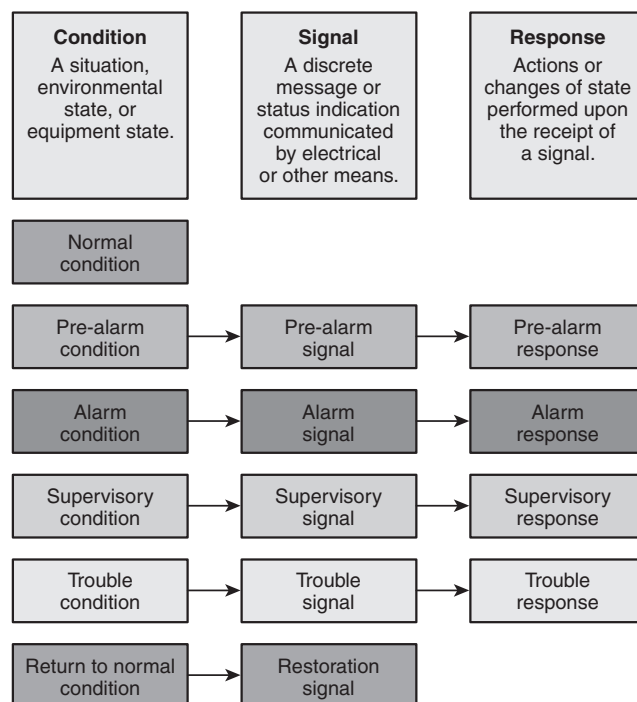 Condition
A situation,
environmental
state, or
equipment state.
Signal
A discrete
message or
status indication
communicated
by electrical
or other means.
Response
Actions or
changes of state
performed upon
the receipt of
a signal.
Normal
condition
Pre-alarm
condition
Pre-alarm
signal
Pre-alarm
response
Alarm
condition
Alarm
signal
Alarm
response
Supervisory
condition
Supervisory
signal
Supervisory
response
Trouble
condition
Trouble
signal
Trouble
response
Return to normal
condition
Restoration
signal